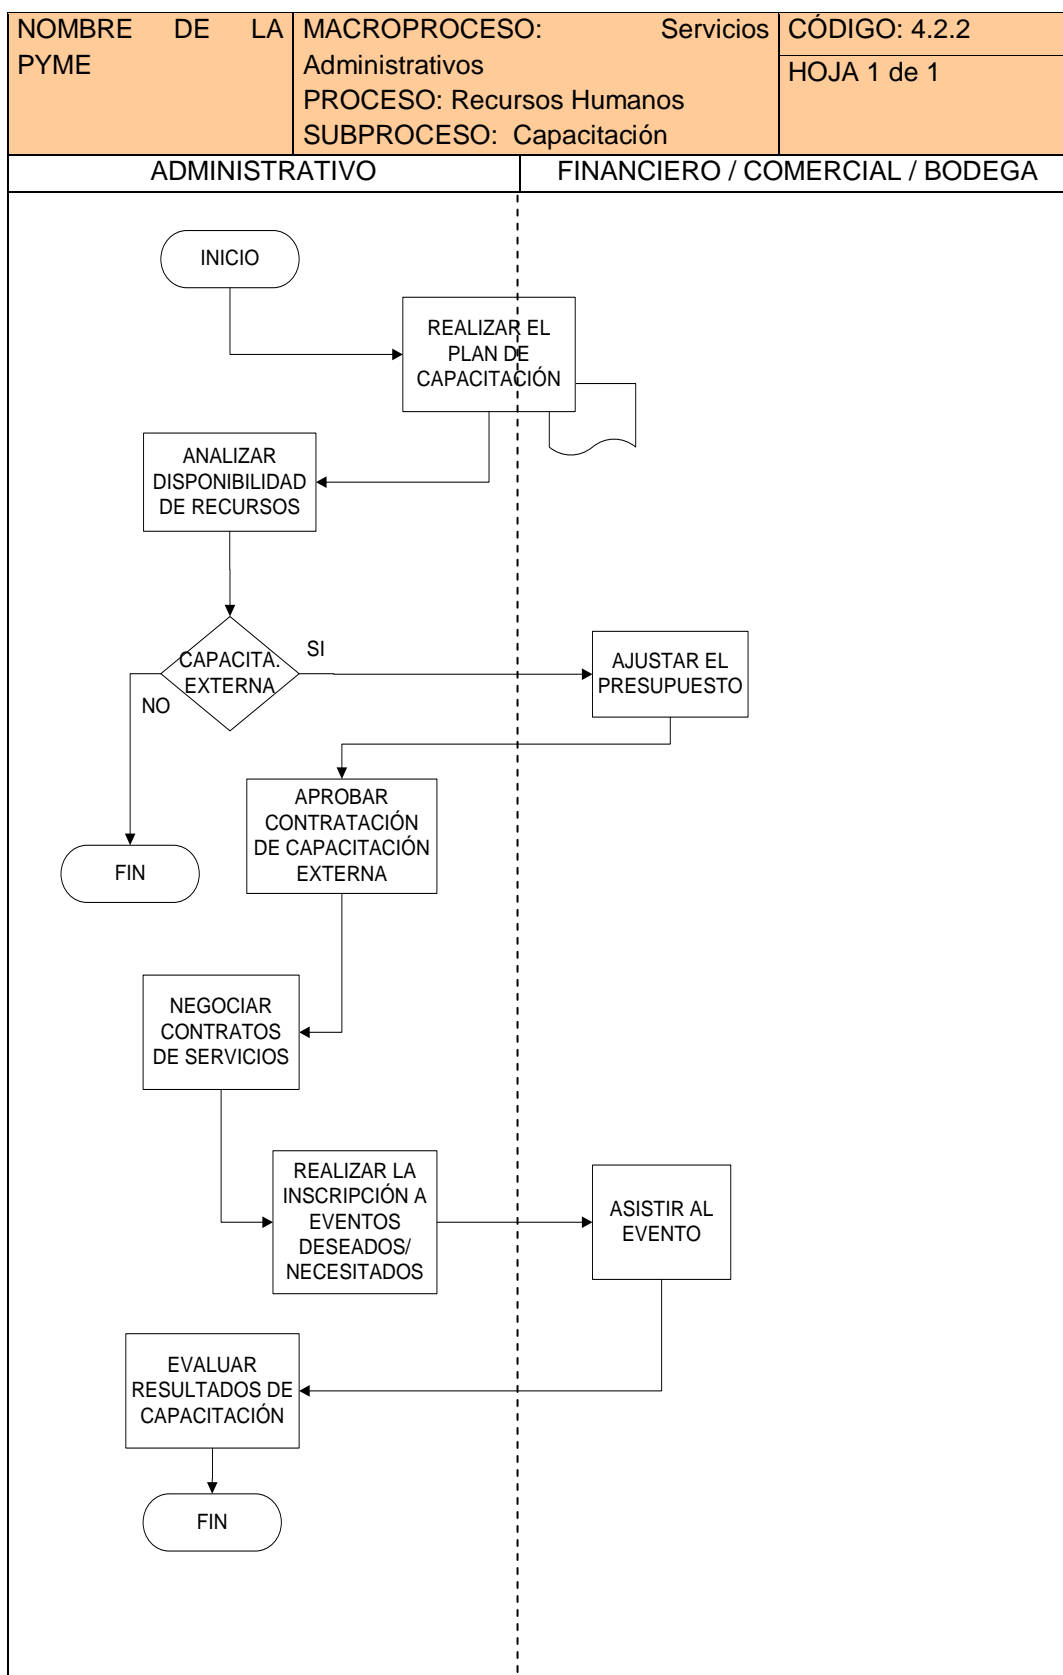 NOMBRE DE LA
PYME
MACROPROCESO: Servicios
Administrativos
PROCESO: Recursos Humanos
SUBPROCESO: Capacitación
CÓDIGO: 4.2.2
HOJA 1 de 1
ADMINISTRATIVO
FINANCIERO / COMERCIAL / BODEGA
INICIO
REALIZAR EL
PLAN DE
CAPACITACIÓN
ANALIZAR
DISPONIBILIDAD
DE RECURSOS
CAPACITA.
EXTERNA
SI
NO
AJUSTAR EL
PRESUPUESTO
APROBAR
CONTRATACIÓN
DE CAPACITACIÓN
EXTERNA
FIN
NEGOCIAR
CONTRATOS
DE SERVICIOS
REALIZAR LA
INSCRIPCIÓN A
EVENTOS
DESEADOS/
NECESITADOS
ASISTIR AL
EVENTO
EVALUAR
RESULTADOS DE
CAPACITACIÓN
FIN